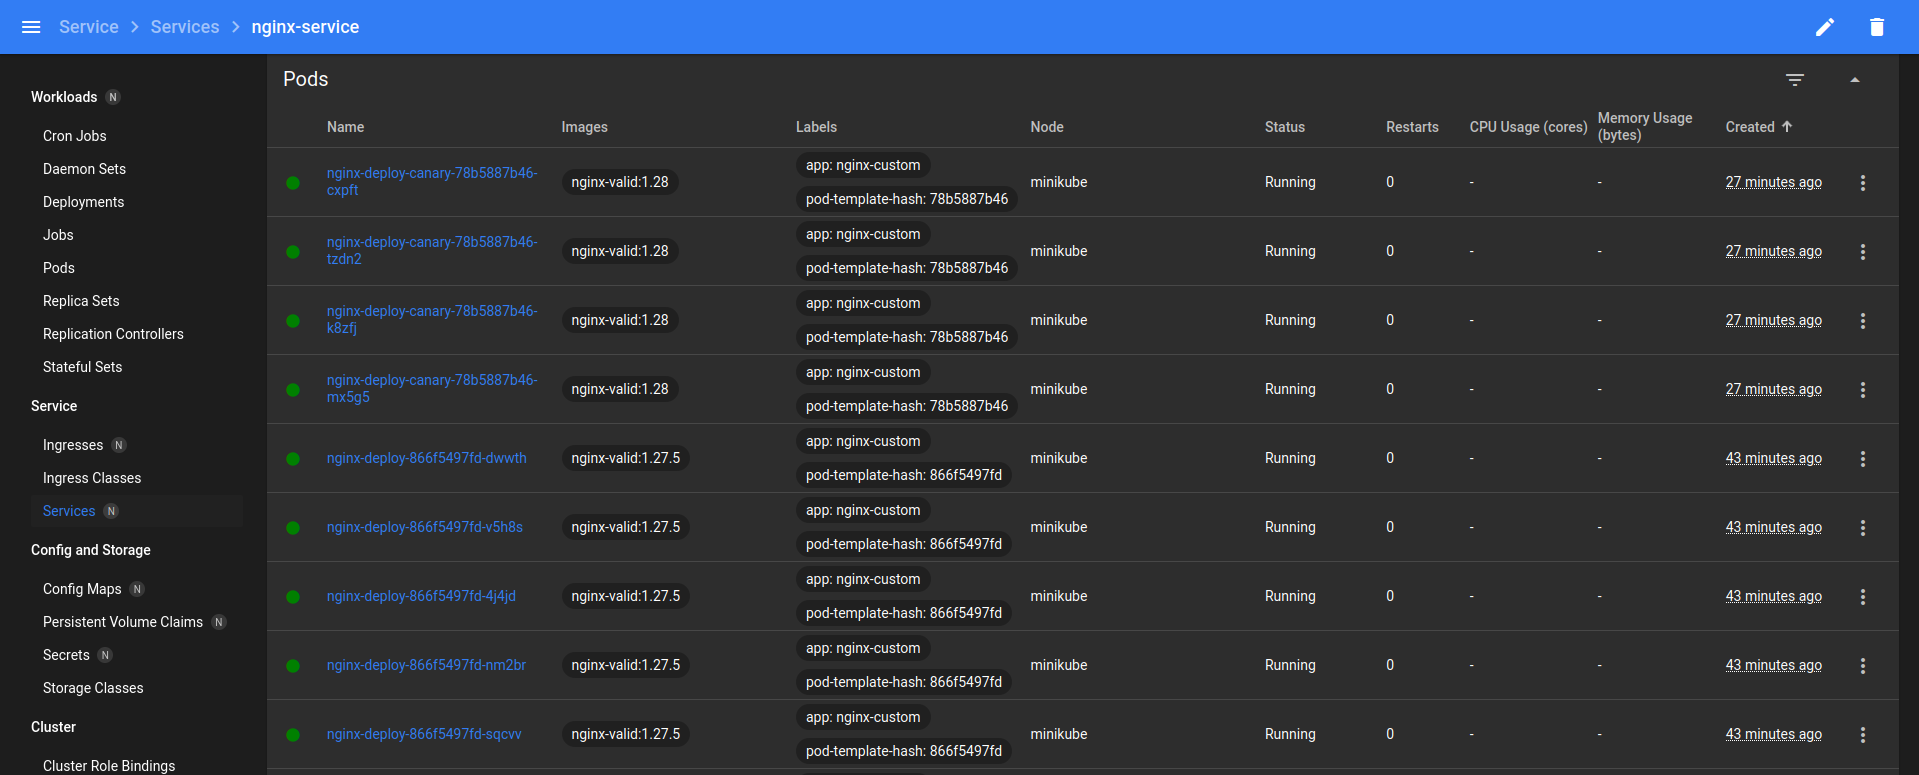 Service > Services > nginx-service
Workloads N
Cron Jobs
Daemon Sets
Deployments
Jobs
Pods
Replica Sets
Replication Controllers
Stateful Sets
Service
Ingresses N
Ingress Classes
Services N
Config and Storage
Config Maps N
Persistent Volume Claims N
Secrets N
Storage Classes
Cluster
Cluster Role Bindings
Pods
Name Images Labels Node Status Restarts CPU Usage (cores) Memory Usage (bytes) Created
nginx-deploy-canary-78b5887b46-
cxpft
nginx-valid:1.28
app: nginx-custom
pod-template-hash: 78b5887b46
minikube Running 0 - - 27 minutes ago
nginx-deploy-canary-78b5887b46-
tzdn2
nginx-valid:1.28
app: nginx-custom
pod-template-hash: 78b5887b46
minikube Running 0 - - 27 minutes ago
nginx-deploy-canary-78b5887b46-
k8zfj
nginx-valid:1.28
app: nginx-custom
pod-template-hash: 78b5887b46
minikube Running 0 - - 27 minutes ago
nginx-deploy-canary-78b5887b46-
mx5g5
nginx-valid:1.28
app: nginx-custom
pod-template-hash: 78b5887b46
minikube Running 0 - - 27 minutes ago
nginx-deploy-866f5497fd-dwwth
nginx-valid:1.27.5
app: nginx-custom
pod-template-hash: 866f5497fd
minikube Running 0 - - 43 minutes ago
nginx-deploy-866f5497fd-v5h8s
nginx-valid:1.27.5
app: nginx-custom
pod-template-hash: 866f5497fd
minikube Running 0 - - 43 minutes ago
nginx-deploy-866f5497fd-4j4jd
nginx-valid:1.27.5
app: nginx-custom
pod-template-hash: 866f5497fd
minikube Running 0 - - 43 minutes ago
nginx-deploy-866f5497fd-nm2br
nginx-valid:1.27.5
app: nginx-custom
pod-template-hash: 866f5497fd
minikube Running 0 - - 43 minutes ago
nginx-deploy-866f5497fd-sqcvv
nginx-valid:1.27.5
app: nginx-custom
pod-template-hash: 866f5497fd
minikube Running 0 - - 43 minutes ago